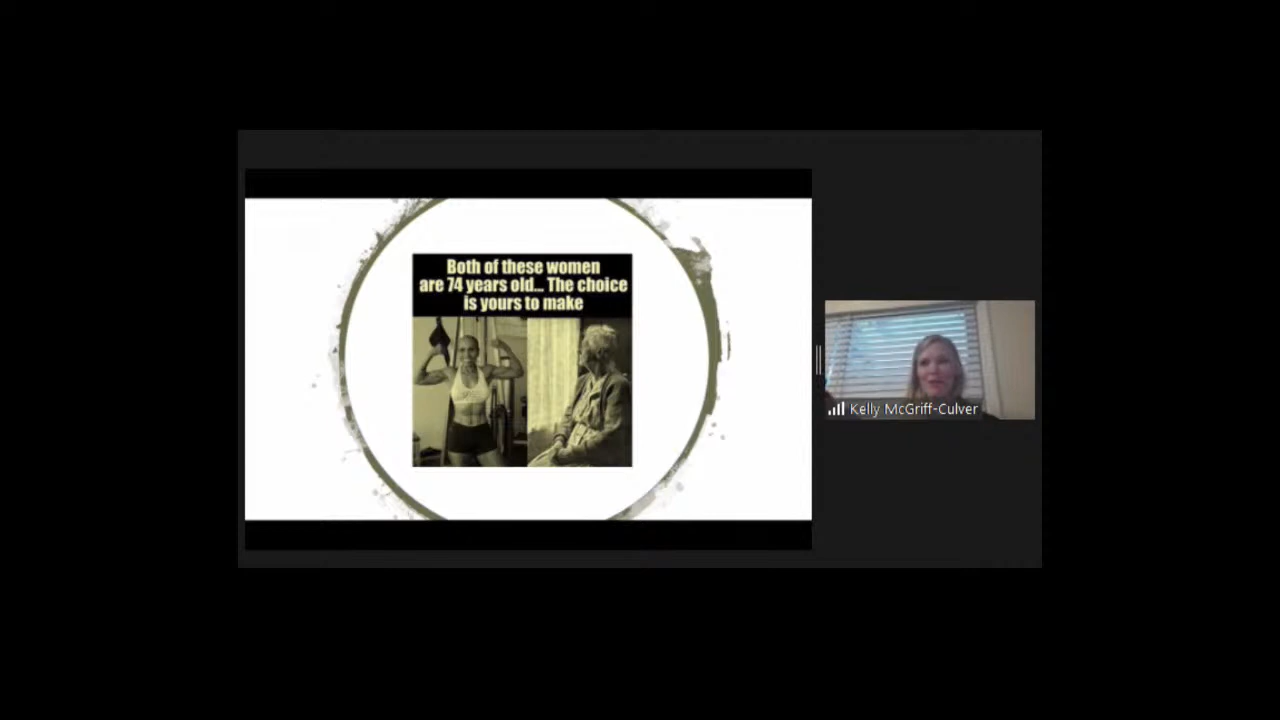 Both of these women
are 74 years old... The choice
is yours to make
Kelly McGriff-Culver